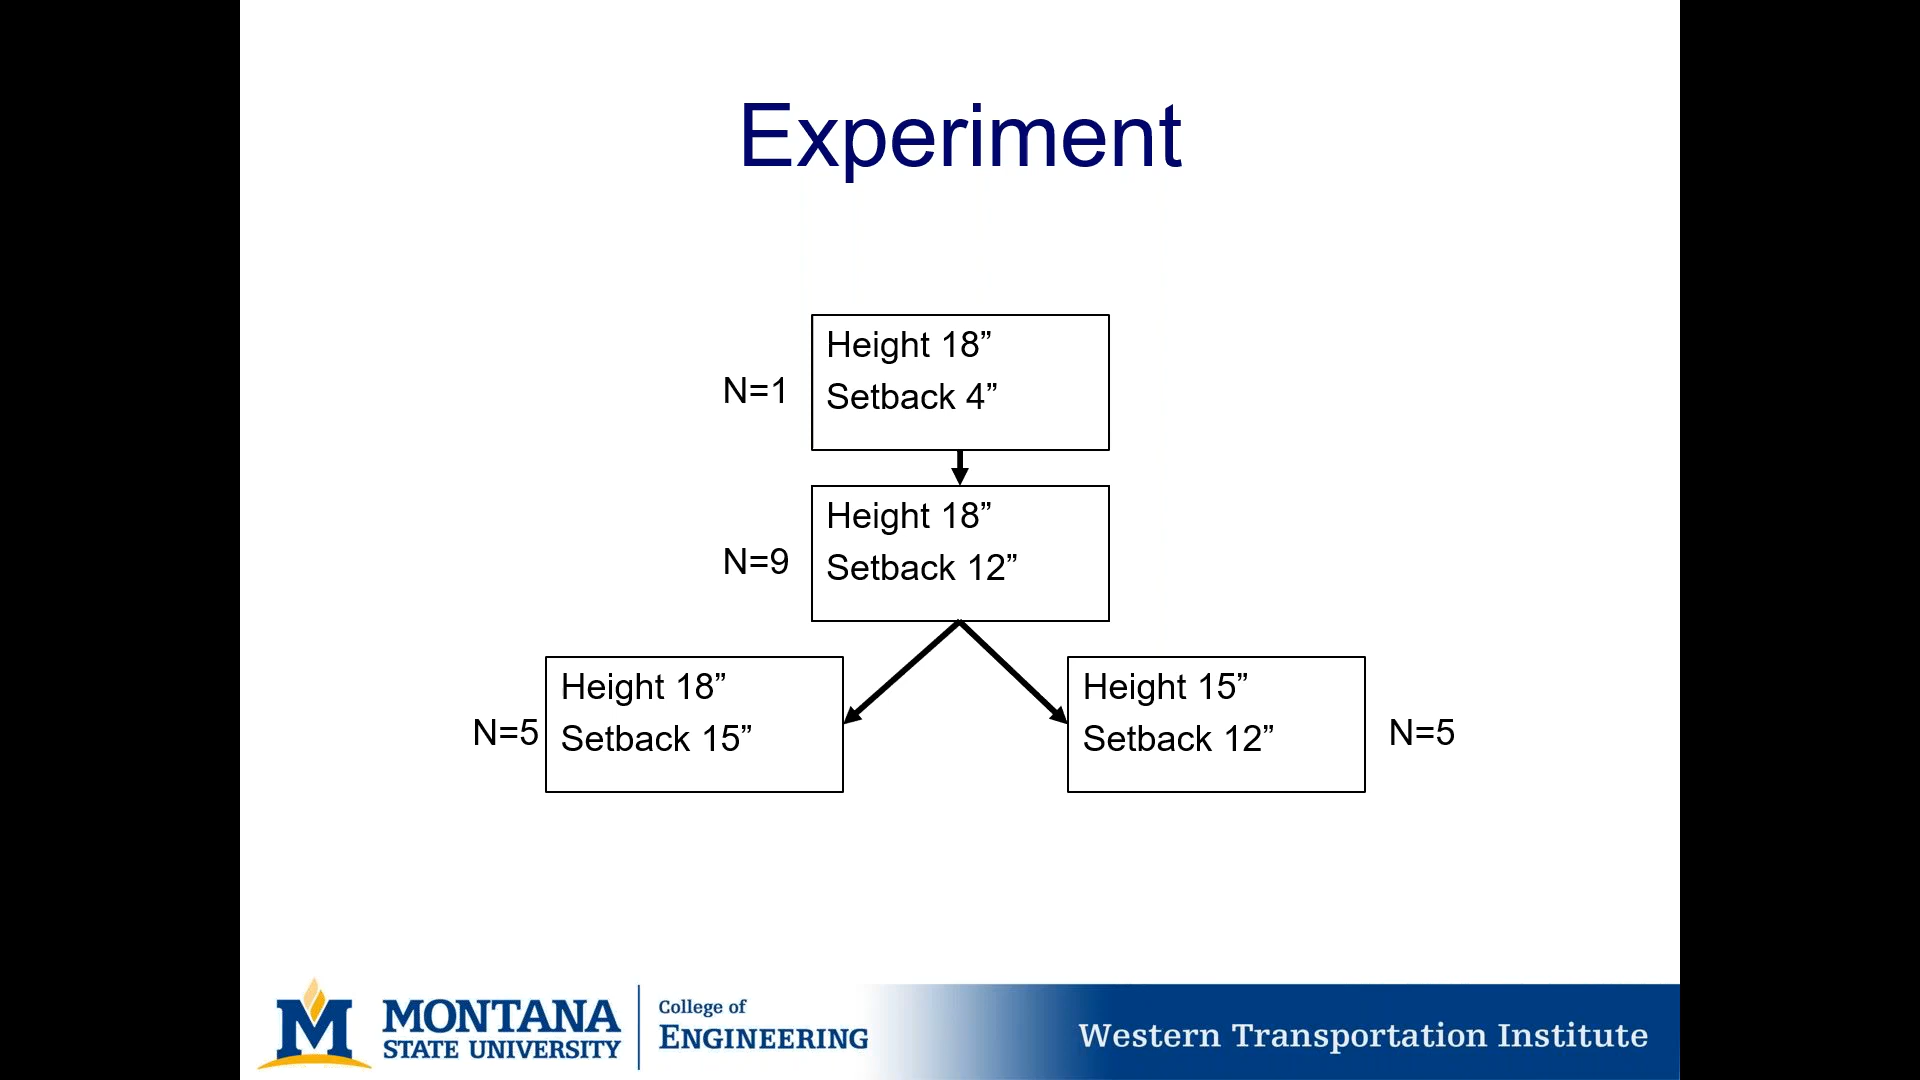 Experiment
Height 18”
Setback 4”
N=1
Height 18”
Setback 12”
N=9
Height 18”
Setback 15”
N=5
Height 15”
Setback 12”
N=5
M
MONTANA
STATE UNIVERSITY
College of
ENGINEERING
Western Transportation Institute